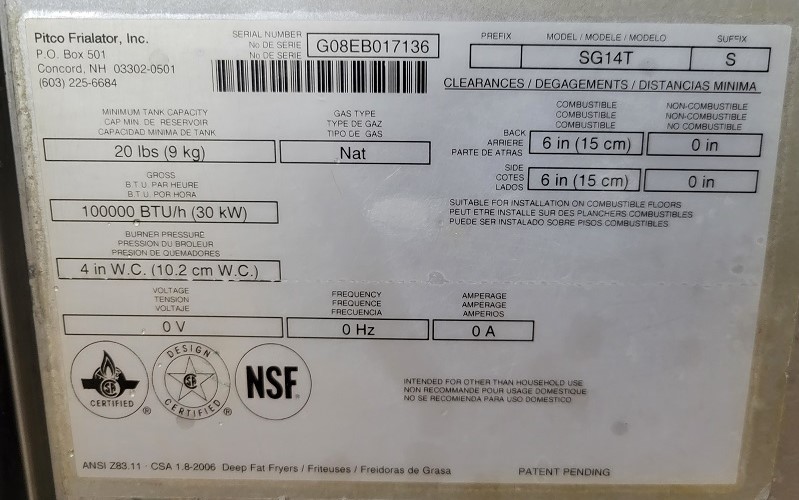 Pitco Frialator, Inc.
P.O. Box 501
Concord, NH 03302-0501
(603) 225-6684
SERIAL NUMBER
No DE SERIE
No DE SERIE
G08EB017136
PREFIX
MODEL / MODELE / MODELO
SUFFIX
SG14T
S
CLEARANCES / DEGAGEMENTS / DISTANCIAS MINIMA
COMBUSTIBLE
COMBUSTIBLE
COMBUSTIBLE
NON-COMBUSTIBLE
NON-COMBUSTIBLE
NO COMBUSTIBLE
BACK
ARRIERE
PARTE DE ATRAS
6 in (15 cm)
0 in
SIDE
COTES
LADOS
6 in (15 cm)
0 in
SUITABLE FOR INSTALLATION ON COMBUSTIBLE FLOORS
PEUT ETRE INSTALLE SUR DES PLANCHERS COMBUSTIBLES
PUEDE SER INSTALADO SOBRE PISOS COMBUSTIBLES
MINIMUM TANK CAPACITY
CAP MIN. DE RESERVOIR
CAPACIDAD MINIMA DE TANK
20 lbs (9 kg)
GAS TYPE
TYPE DE GAZ
TIPO DE GAS
Nat
GROSS
B.T.U. PAR HEURE
B.T.U. POR HORA
100000 BTU/h (30 kW)
BURNER PRESSURE
PRESSION DU BROLEUR
PRESION DE QUEMADORES
4 in W.C. (10.2 cm W.C.)
VOLTAGE
TENSION
VOLTAJE
0 V
FREQUENCY
FREQUENCE
FRECUENCIA
0 Hz
AMPERAGE
AMPERAGE
AMPERIOS
0 A
CERTIFIED ®
DESIGN
CERTIFIED ®
NSF®
INTENDED FOR OTHER THAN HOUSEHOLD USE
NON RECOMMANDE POUR USAGE DOMESTIQUE
NO SE RECOMIENDA PARA USO DOMESTICO
ANSI Z83.11 · CSA 1.8-2006 Deep Fat Fryers / Friteuses / Freidoras de Grasa
PATENT PENDING